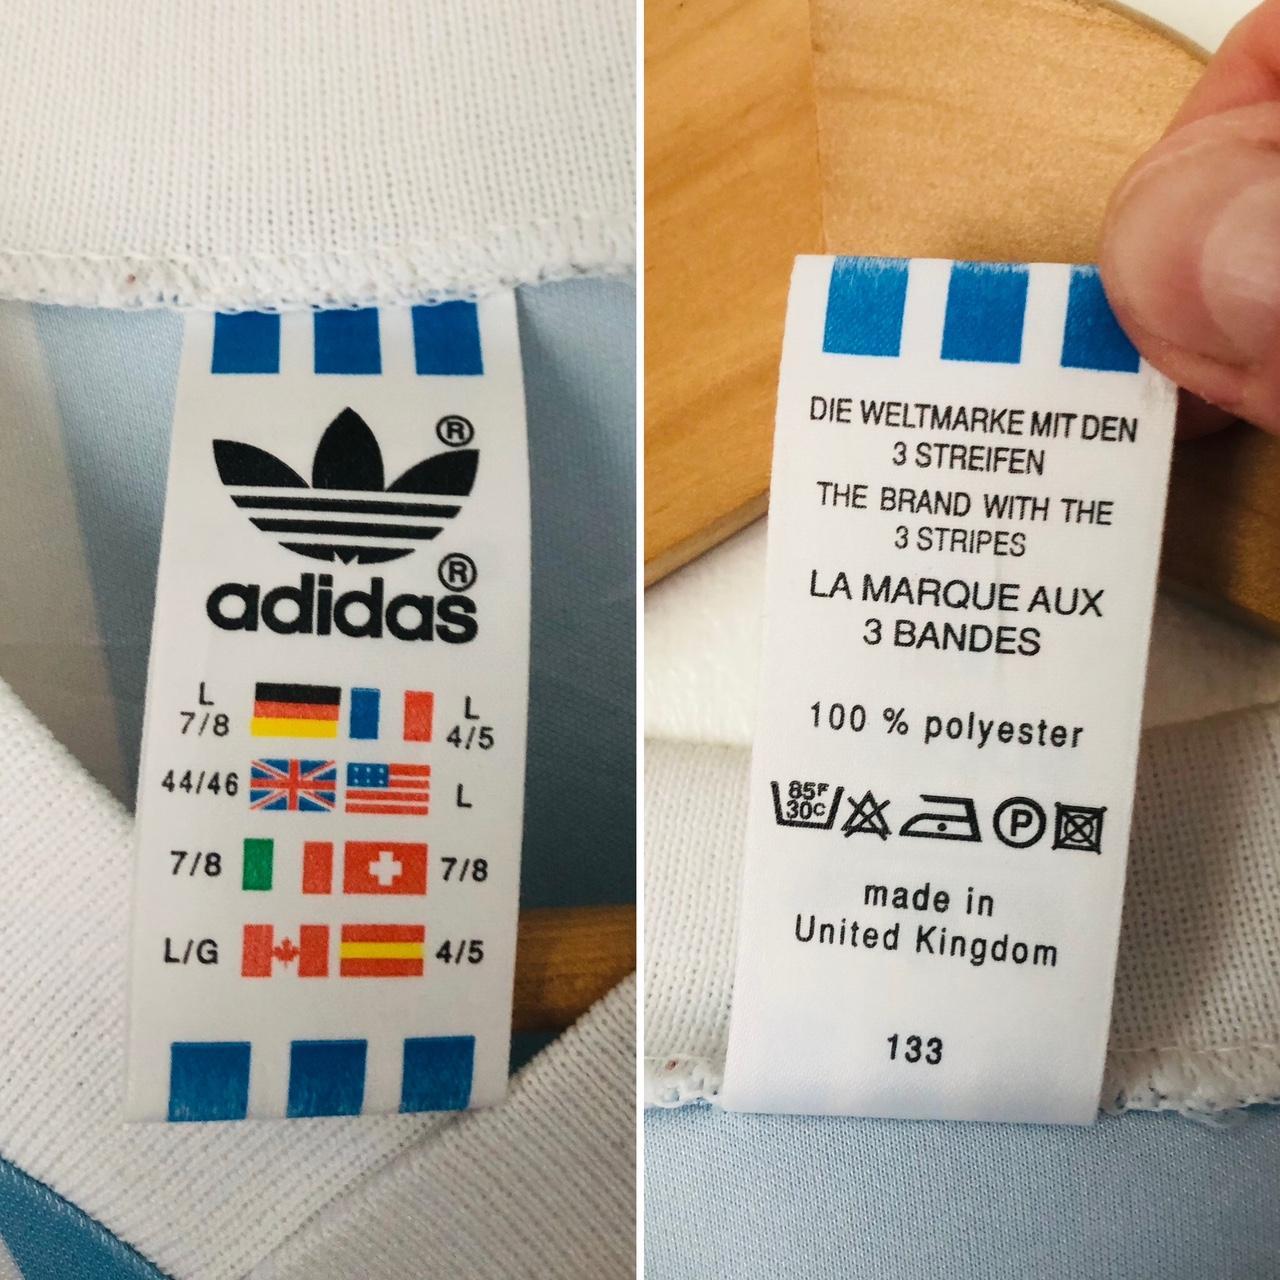 ®
adidas®
L
7/8
L
4/5
44/46
L
7/8
7/8
L/G
4/5
DIE WELTMARKE MIT DEN
3 STREIFEN
THE BRAND WITH THE
3 STRIPES
LA MARQUE AUX
3 BANDES
100 % polyester
85F
30C
P
made in
United Kingdom
133